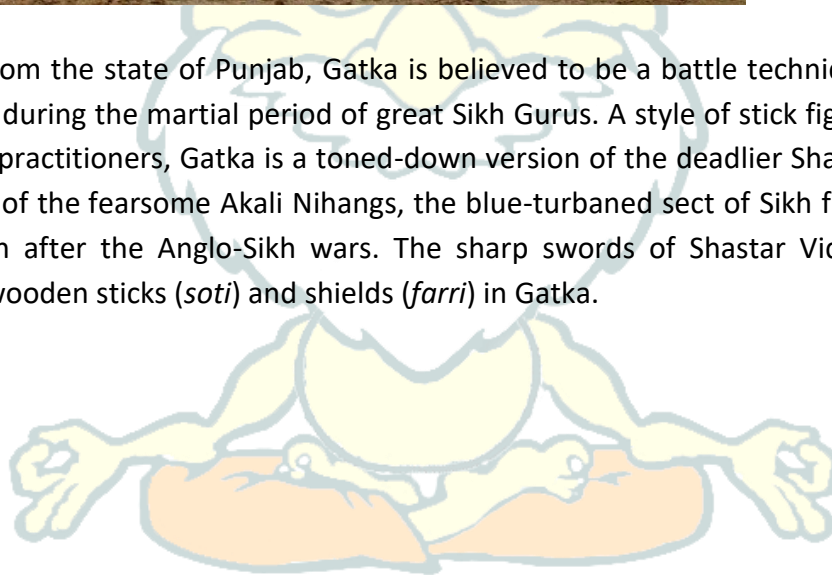 om the state of Punjab, Gatka is believed to be a battle techni
during the martial period of great Sikh Gurus. A style of stick fig
practitioners, Gatka is a toned-down version of the deadlier Sha
of the fearsome Akali Nihangs, the blue-turbaned sect of Sikh f
after the Anglo-Sikh wars. The sharp swords of Shastar Vi
wooden sticks (soti) and shields (farri) in Gatka.